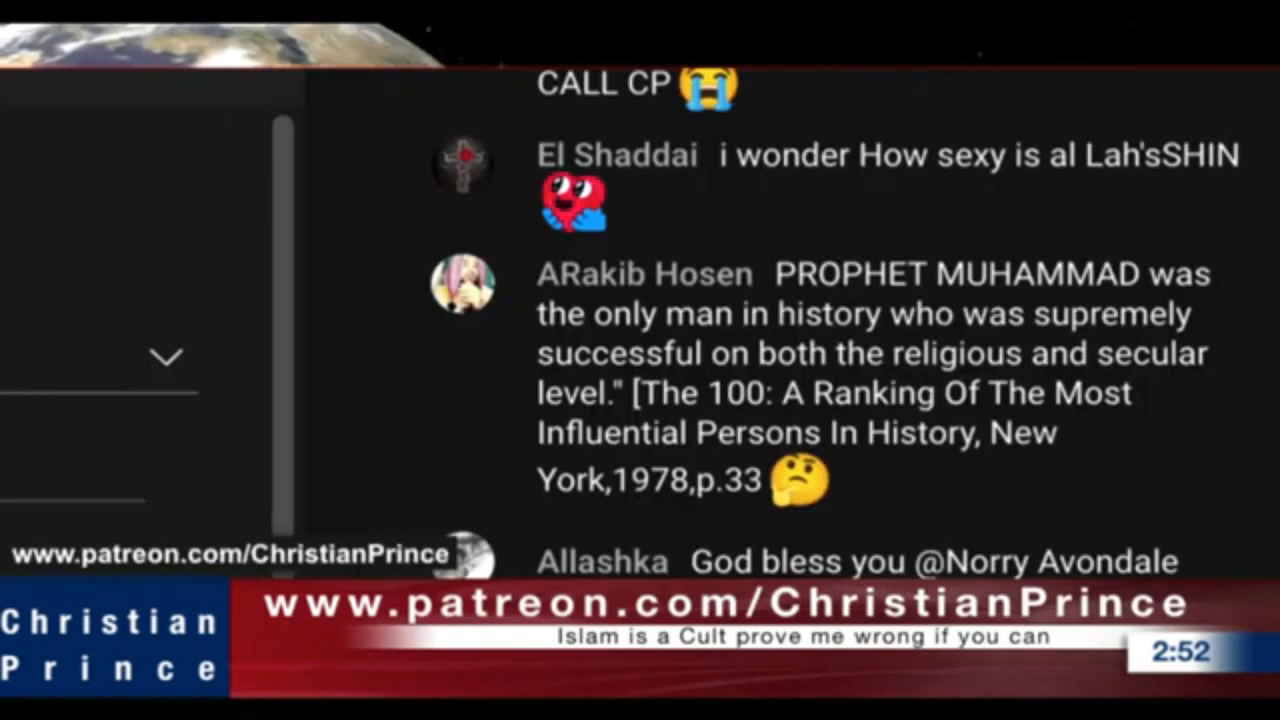 CALL CP
El Shaddai i wonder How sexy is al Lah'sSHIN
ARakib Hosen PROPHET MUHAMMAD was
the only man in history who was supremely
successful on both the religious and secular
level." [The 100: A Ranking Of The Most
Influential Persons In History, New
York,1978,p.33
Allashka God bless you @Norry Avondale
www.patreon.com/ChristianPrince
Christian
Prince
www.patreon.com/ChristianPrince
Islam is a Cult prove me wrong if you can
2:52